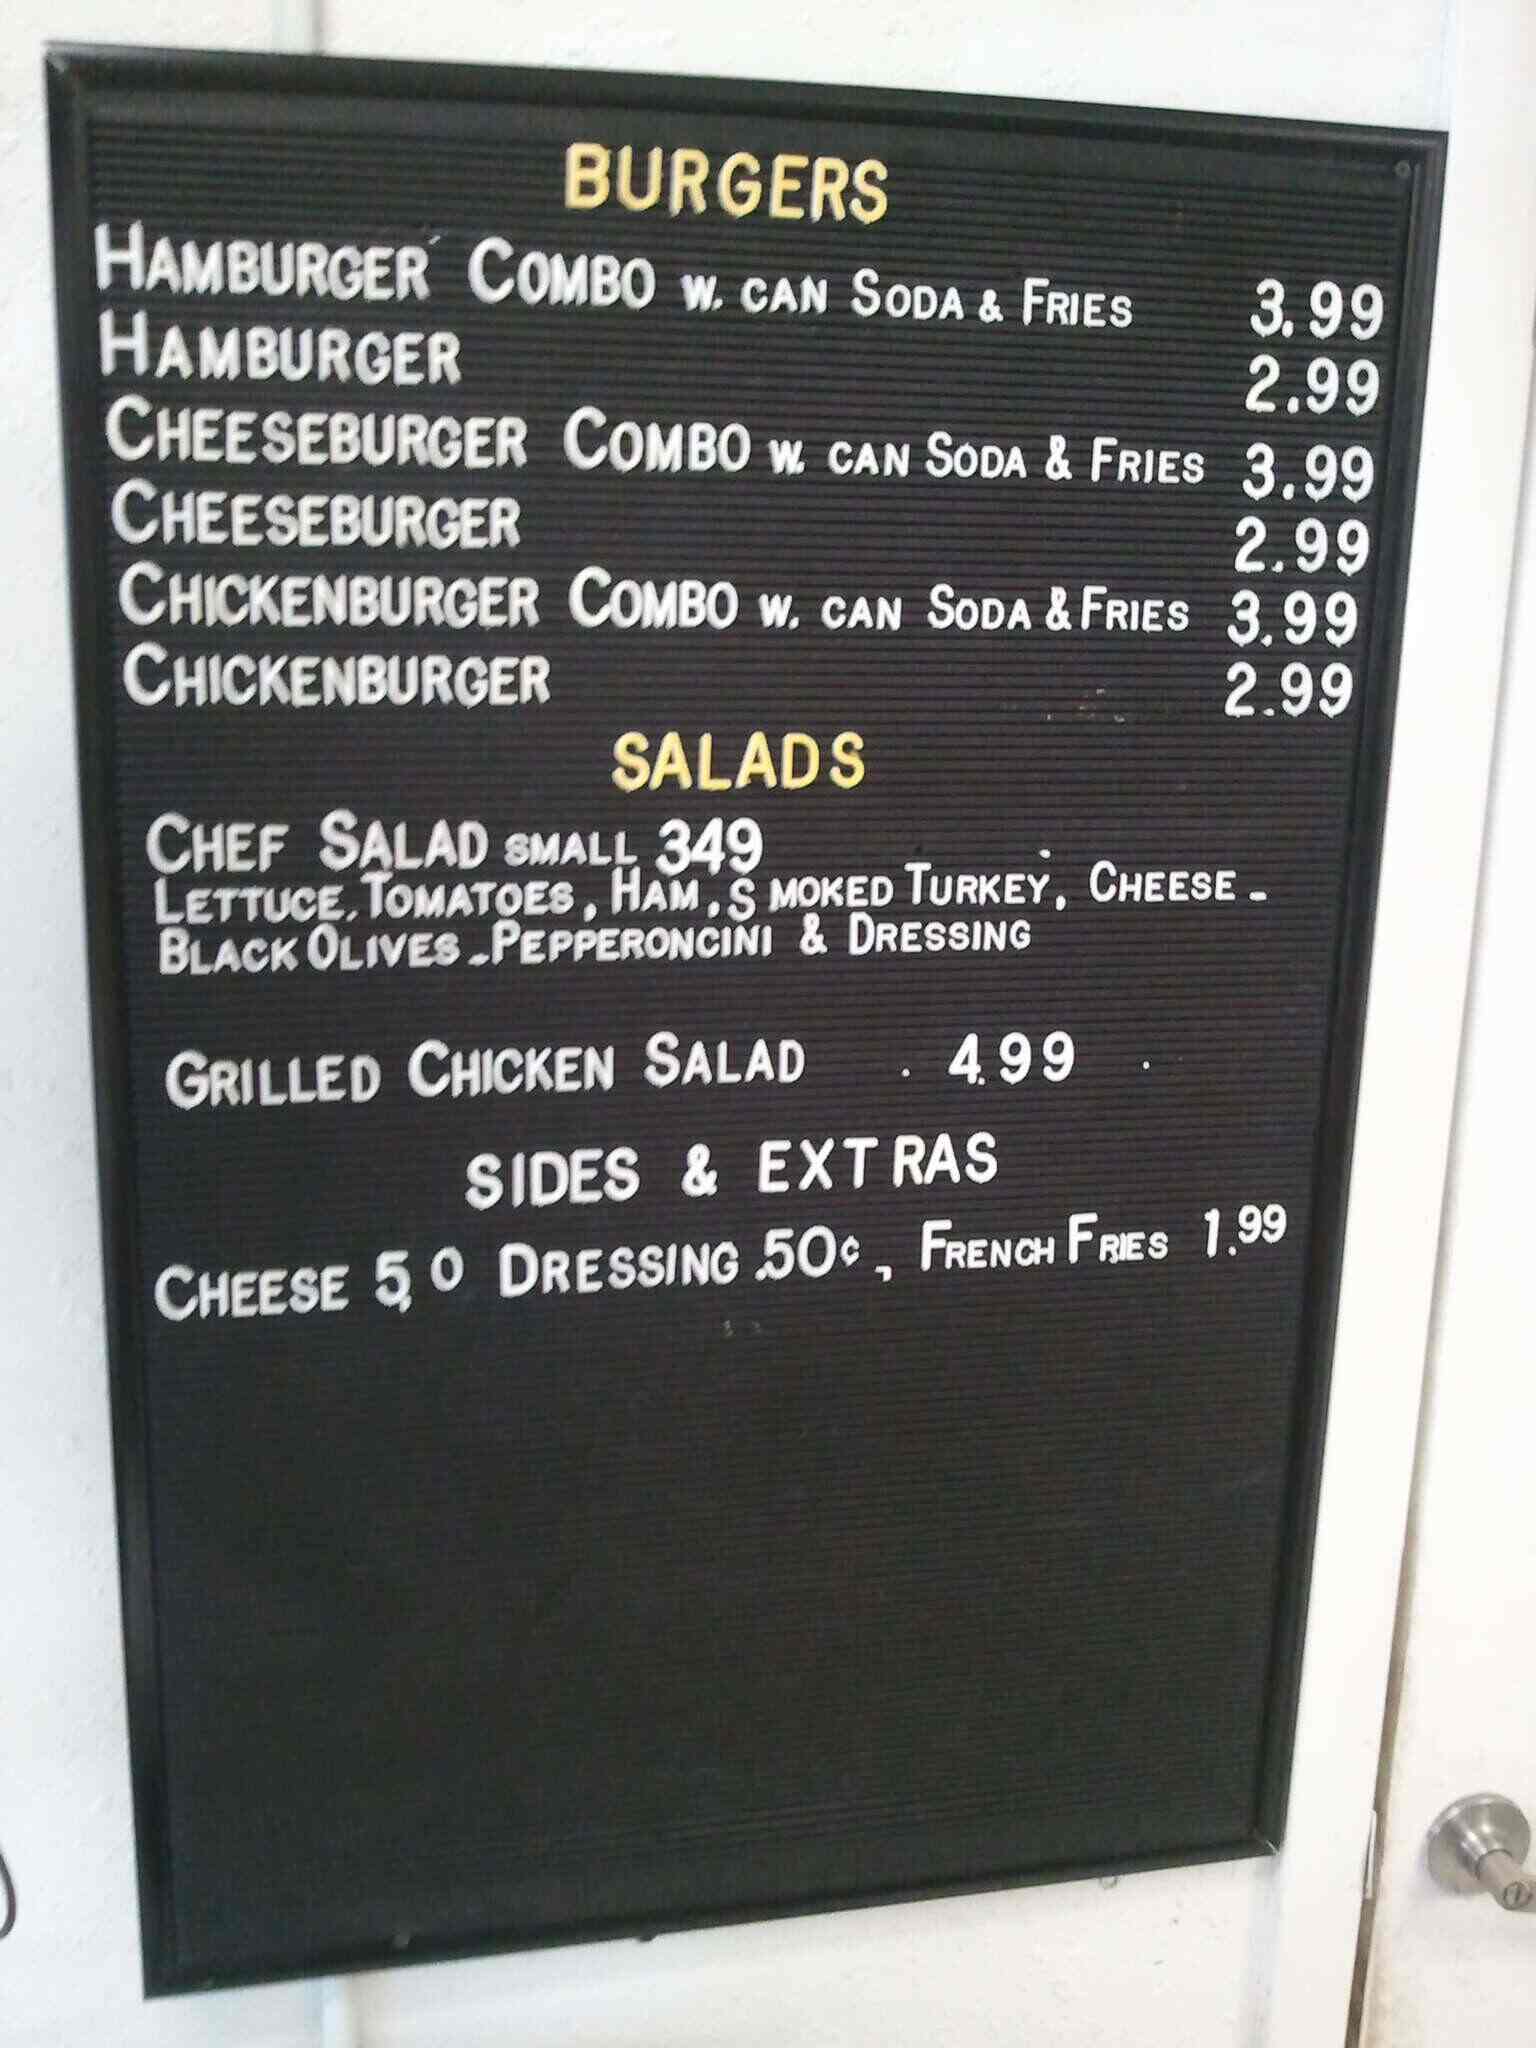 BURGERS
HAMBURGER COMBO W. CAN SODA & FRIES 3.99
HAMBURGER 2.99
CHEESEBURGER COMBO W. CAN SODA & FRIES 3.99
CHEESEBURGER 2.99
CHICKENBURGER COMBO W. CAN SODA & FRIES 3.99
CHICKENBURGER 2.99
SALADS
CHEF SALAD SMALL 349
LETTUCE, TOMATOES, HAM, SMOKED TURKEY, CHEESE -
BLACK OLIVES - PEPPERONCINI & DRESSING
GRILLED CHICKEN SALAD . 4.99 .
SIDES & EXTRAS
CHEESE 5,0 DRESSING .50¢, FRENCH FRIES 1.99